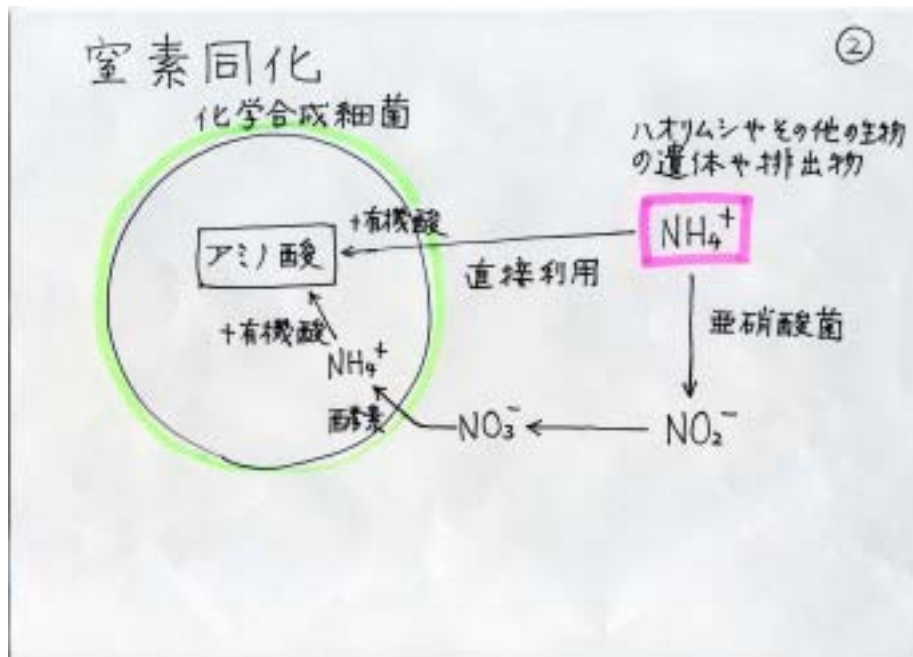 ②
窒素同化
化学合成細菌
ハオリムシやその他の生物
の遺体や排出物
+有機酸
NH₄⁺
アミノ酸
直接利用
亜硝酸菌
+有機酸
NH₄⁺
酵素
NO₃⁻
NO₂⁻